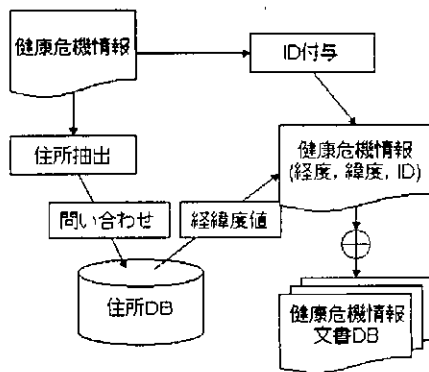 健康危機情報
ID付与
住所抽出
健康危機情報
(経度, 緯度, ID)
問い合わせ
経緯度値
住所DB
健康危機情報
文書DB